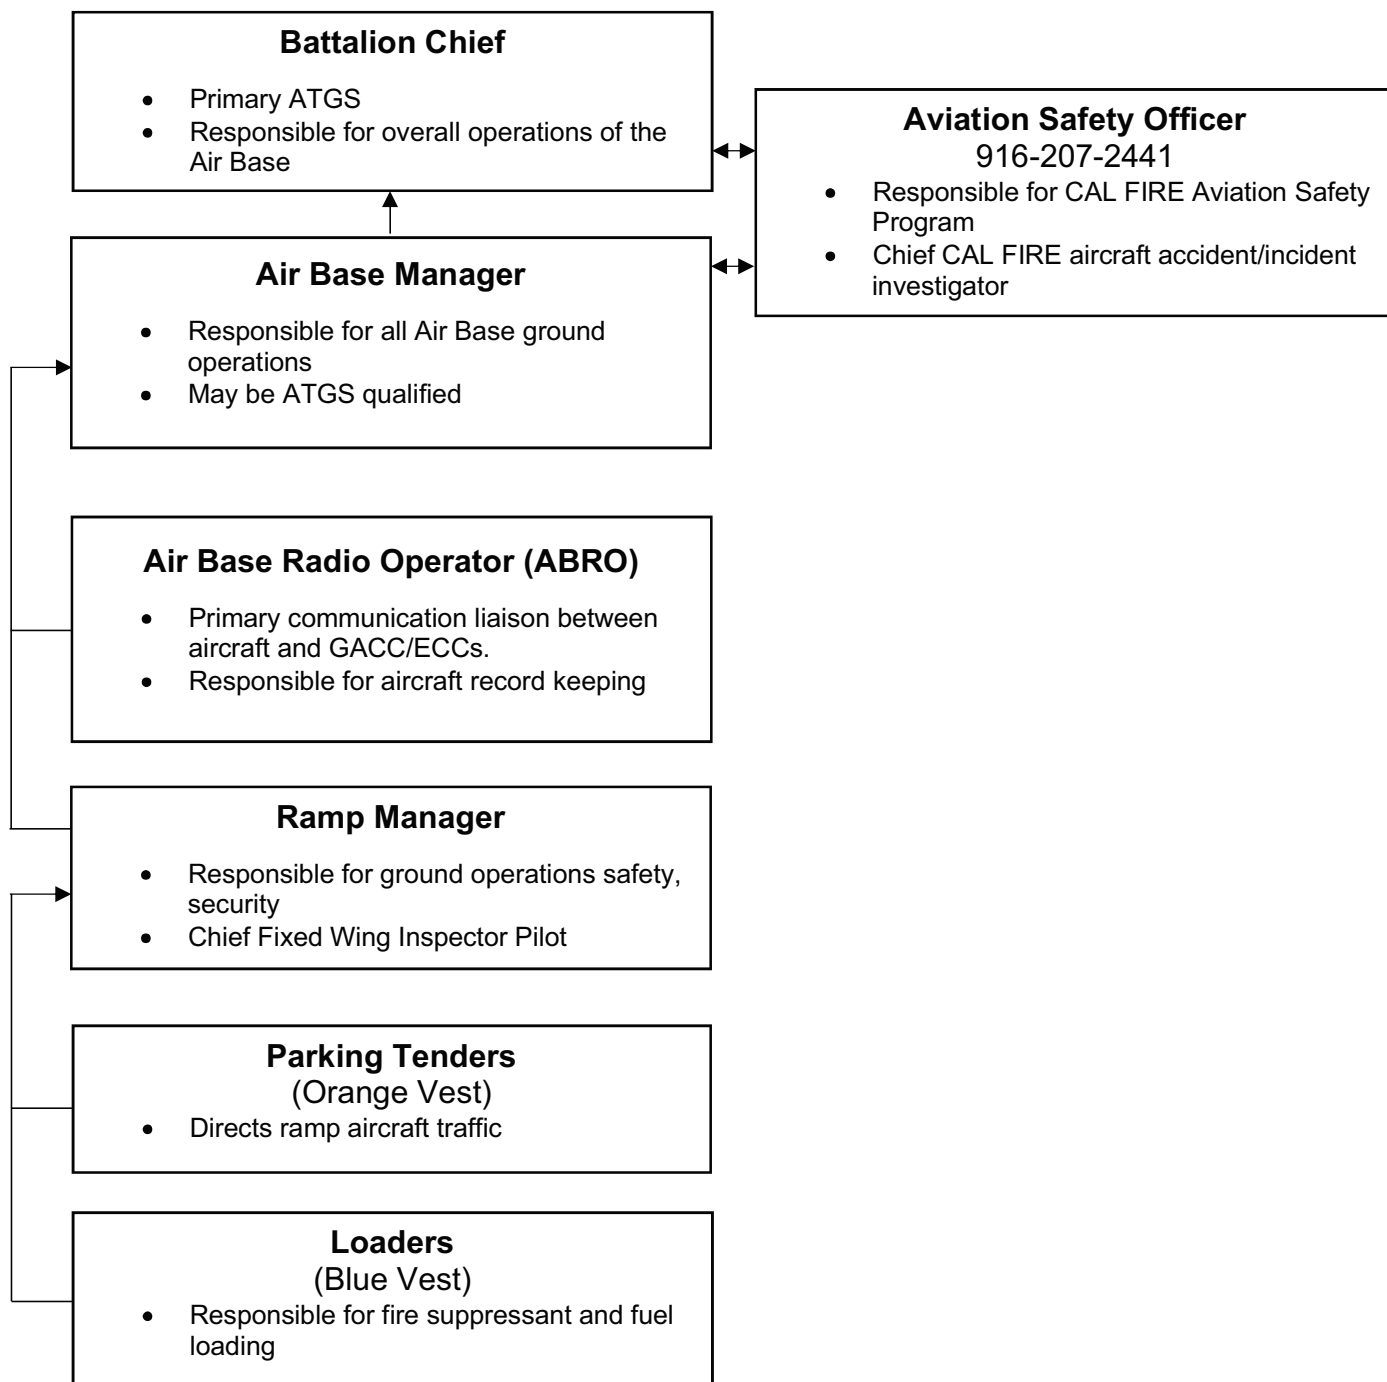 Battalion Chief
• Primary ATGS
• Responsible for overall operations of the
Air Base
Aviation Safety Officer
916-207-2441
• Responsible for CAL FIRE Aviation Safety
Program
• Chief CAL FIRE aircraft accident/incident
investigator
Air Base Manager
• Responsible for all Air Base ground
operations
• May be ATGS qualified
Air Base Radio Operator (ABRO)
• Primary communication liaison between
aircraft and GACC/ECCs.
• Responsible for aircraft record keeping
Ramp Manager
• Responsible for ground operations safety,
security
• Chief Fixed Wing Inspector Pilot
Parking Tenders
(Orange Vest)
• Directs ramp aircraft traffic
Loaders
(Blue Vest)
• Responsible for fire suppressant and fuel
loading